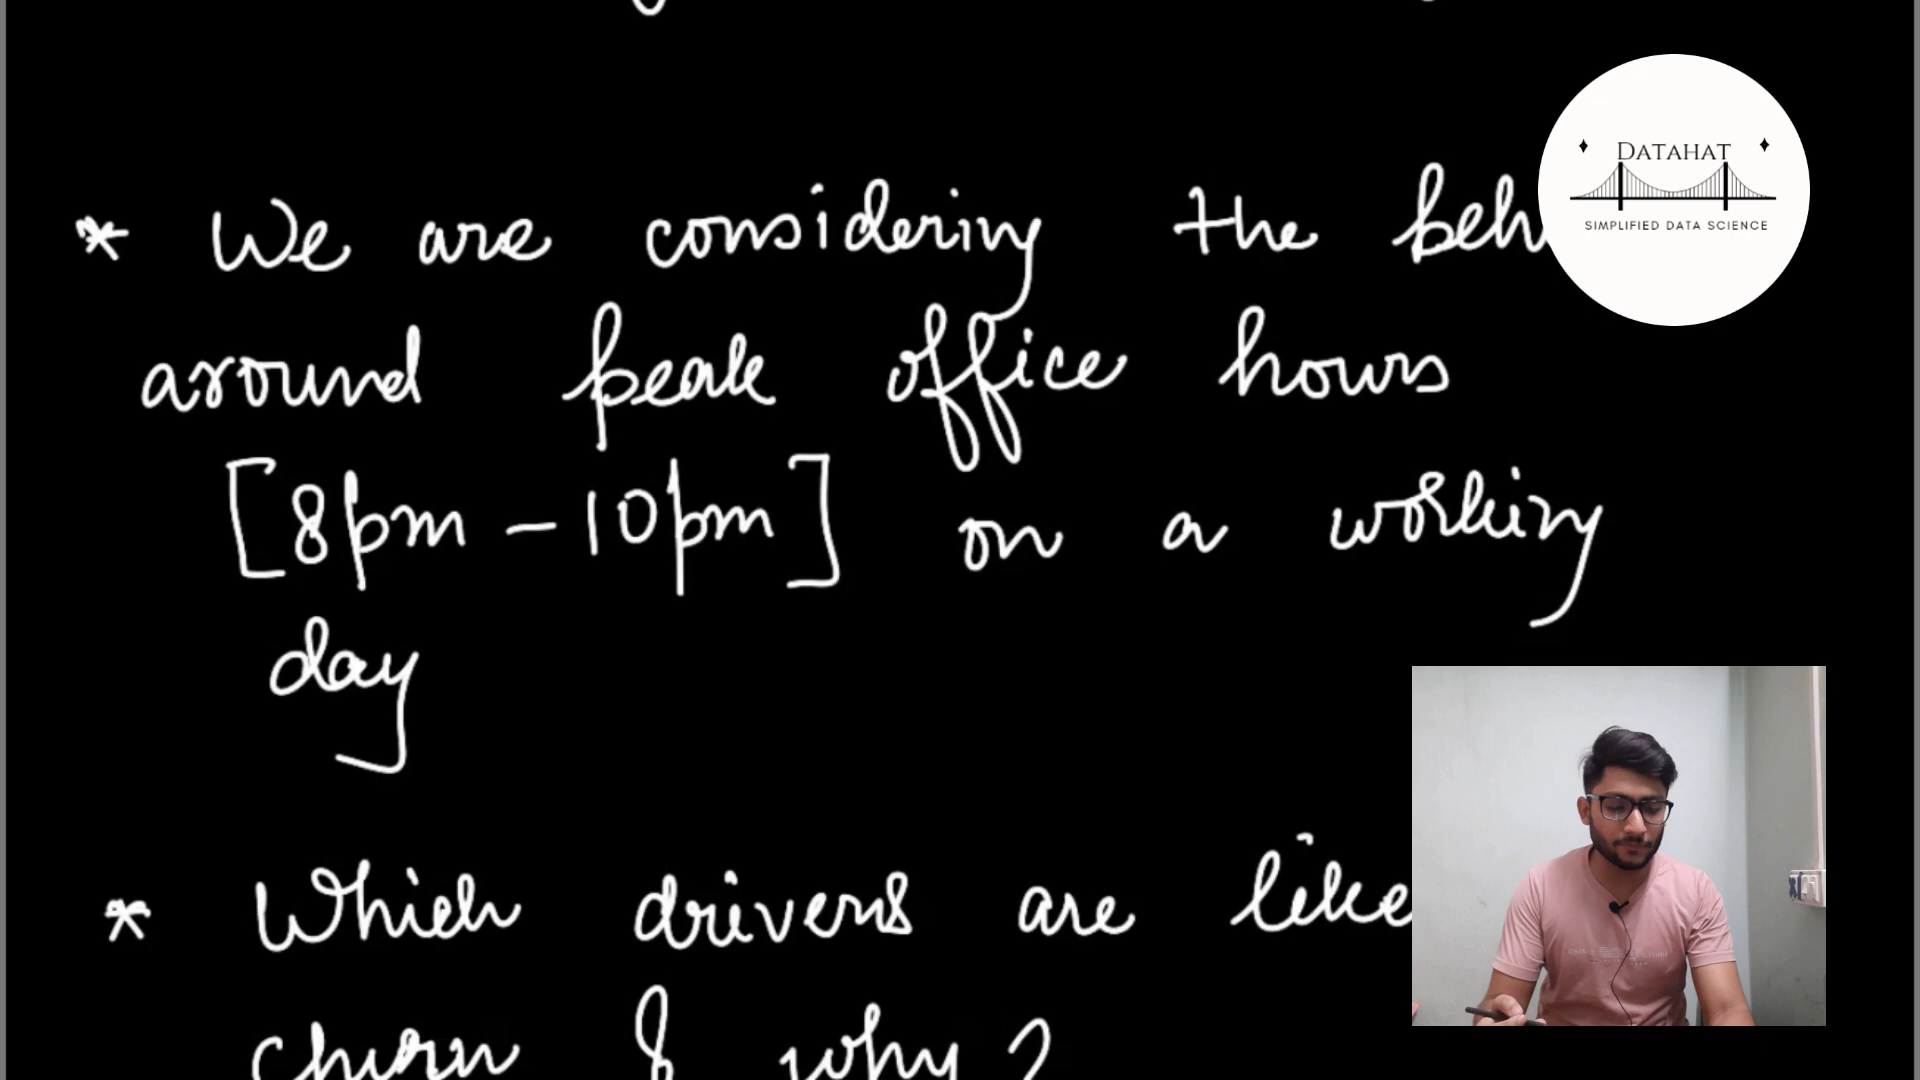 * We are considering the beh
around peak office hours
[8pm - 10pm] on a working
day
* Which drivers are like
churn & why?
DATAHAT
SIMPLIFIED DATA SCIENCE